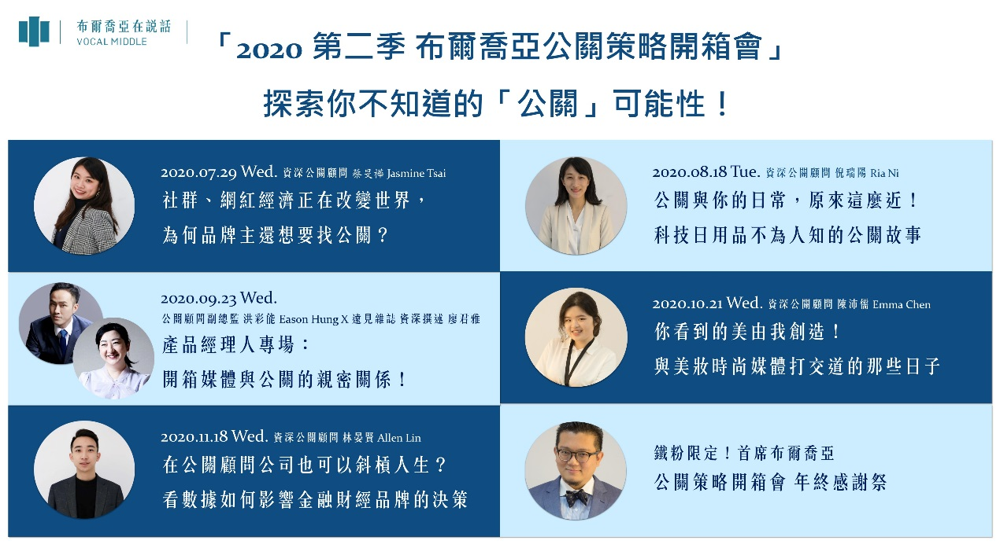 布爾喬亞在說話
VOCAL MIDDLE
「2020 第二季 布爾喬亞公關策略開箱會」
探索你不知道的「公關」可能性！
2020.07.29 Wed. 資深公關顧問 蔡旻樺 Jasmine Tsai
社群、網紅經濟正在改變世界，
為何品牌主還想要找公關？
2020.08.18 Tue. 資深公關顧問 倪瑞陽 Ria Ni
公關與你的日常，原來這麼近！
科技日用品不為人知的公關故事
2020.09.23 Wed.
公關顧問副總監 洪彩能 Eason Hung X 遠見雜誌 資深撰述 廖君雅
產品經理人專場：
開箱媒體與公關的親密關係！
2020.10.21 Wed. 資深公關顧問 陳沛儒 Emma Chen
你看到的美由我創造！
與美妝時尚媒體打交道的那些日子
2020.11.18 Wed. 資深公關顧問 林晏賢 Allen Lin
在公關顧問公司也可以斜槓人生？
看數據如何影響金融財經品牌的決策
鐵粉限定！首席布爾喬亞
公關策略開箱會 年終感謝祭